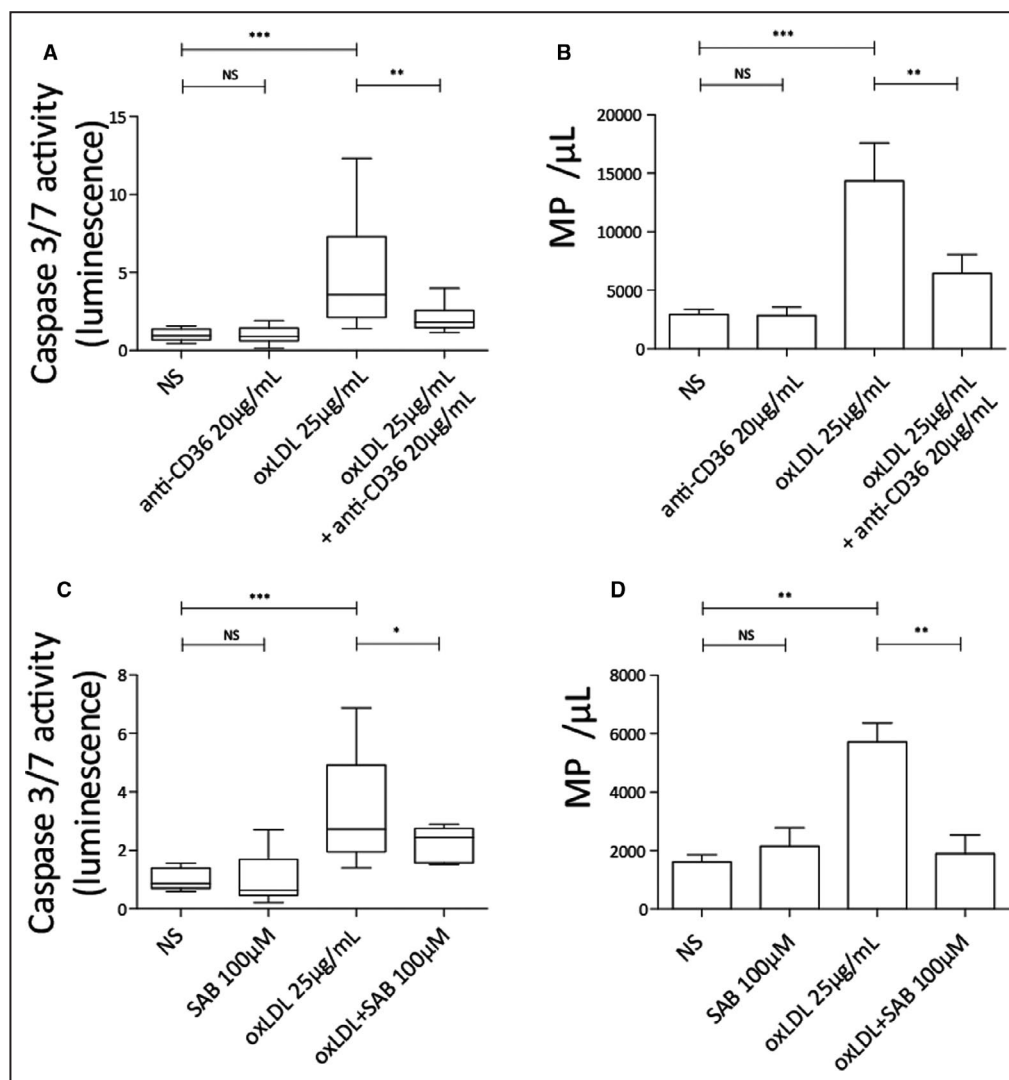 A
***
NS
**
Caspase 3/7 activity
(luminescence)
15
10
5
0
NS
anti-CD36 20µg/mL
oxLDL 25µg/mL
oxLDL 25µg/mL
+ anti-CD36 20µg/mL
B
***
NS
**
MP /µL
20000
15000
10000
5000
0
NS
anti-CD36 20µg/mL
oxLDL 25µg/mL
oxLDL 25µg/mL
+ anti-CD36 20µg/mL
C
***
NS
*
Caspase 3/7 activity
(luminescence)
8
6
4
2
0
NS
SAB 100µM
oxLDL 25µg/mL
oxLDL+SAB 100µM
D
**
NS
**
MP /µL
8000
6000
4000
2000
0
NS
SAB 100µM
oxLDL 25µg/mL
oxLDL+SAB 100µM